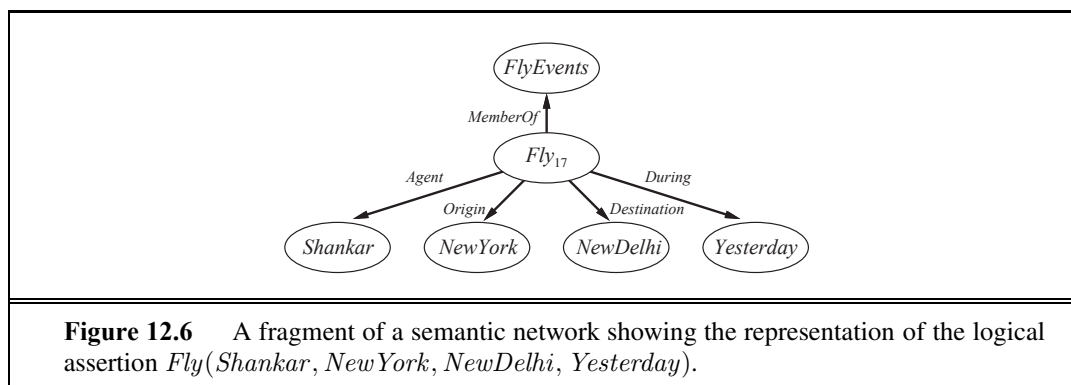 FlyEvents
MemberOf
Fly₁₇
Agent
During
Origin
Destination
Shankar
NewYork
NewDelhi
Yesterday
Figure 12.6 A fragment of a semantic network showing the representation of the logical
assertion Fly(Shankar, NewYork, NewDelhi, Yesterday).